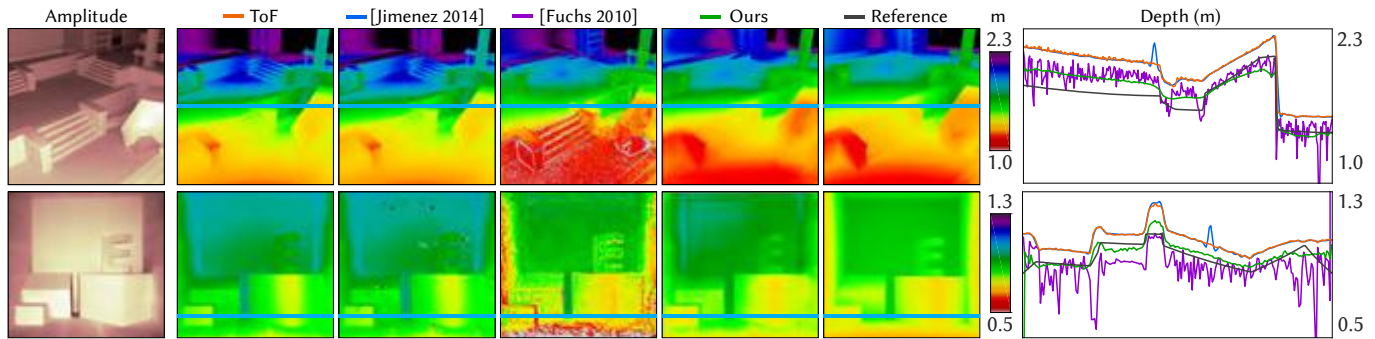 Amplitude ToF [Jimenez 2014] [Fuchs 2010] Ours Reference m Depth (m)
2.3 2.3
1.0 1.0
1.3 1.3
m
0.5 0.5